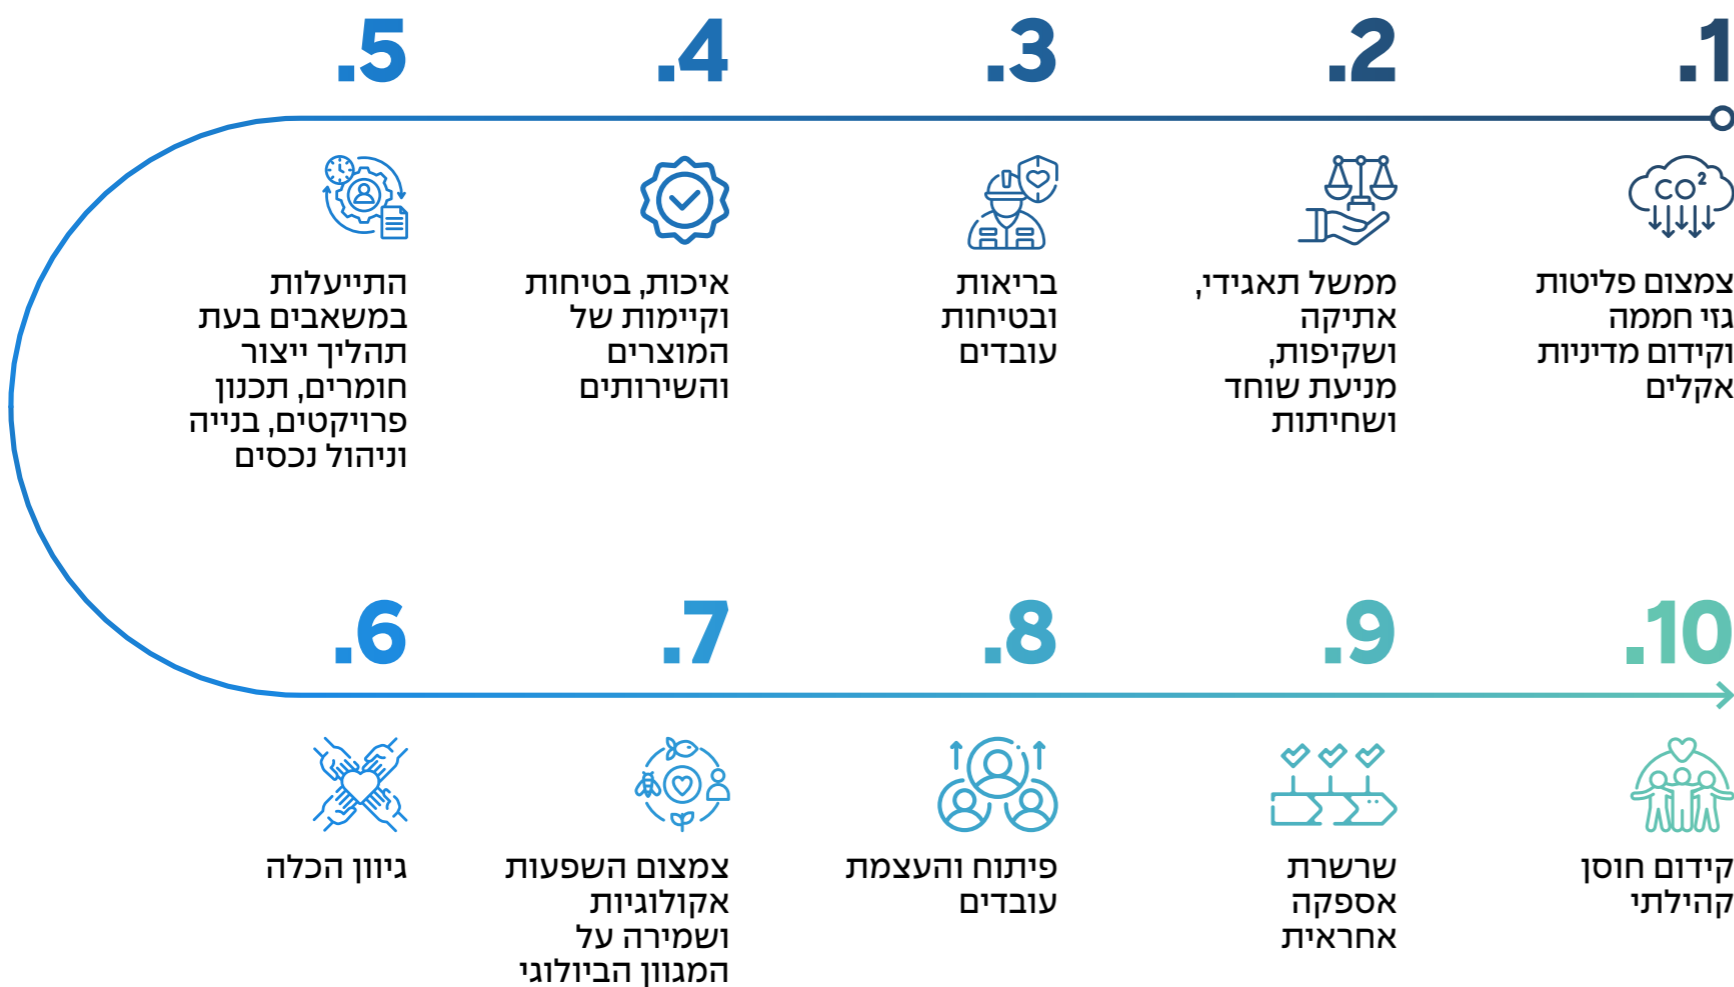 1.
CO²
צמצום פליטות
גזי חממה
וקידום מדיניות
אקלים
2.
ממשל תאגידי,
אתיקה
ושקיפות,
מניעת שוחד
ושחיתות
3.
בריאות
ובטיחות
עובדים
4.
איכות, בטיחות
וקיימות של
המוצרים
והשירותים
5.
התייעלות
במשאבים בעת
תהליך ייצור
חומרים, תכנון
פרויקטים, בנייה
וניהול נכסים
6.
גיוון הכלה
7.
צמצום השפעות
אקולוגיות
ושמירה על
המגוון הביולוגי
8.
פיתוח והעצמת
עובדים
9.
שרשרת
אספקה
אחראית
10.
קידום חוסן
קהילתי